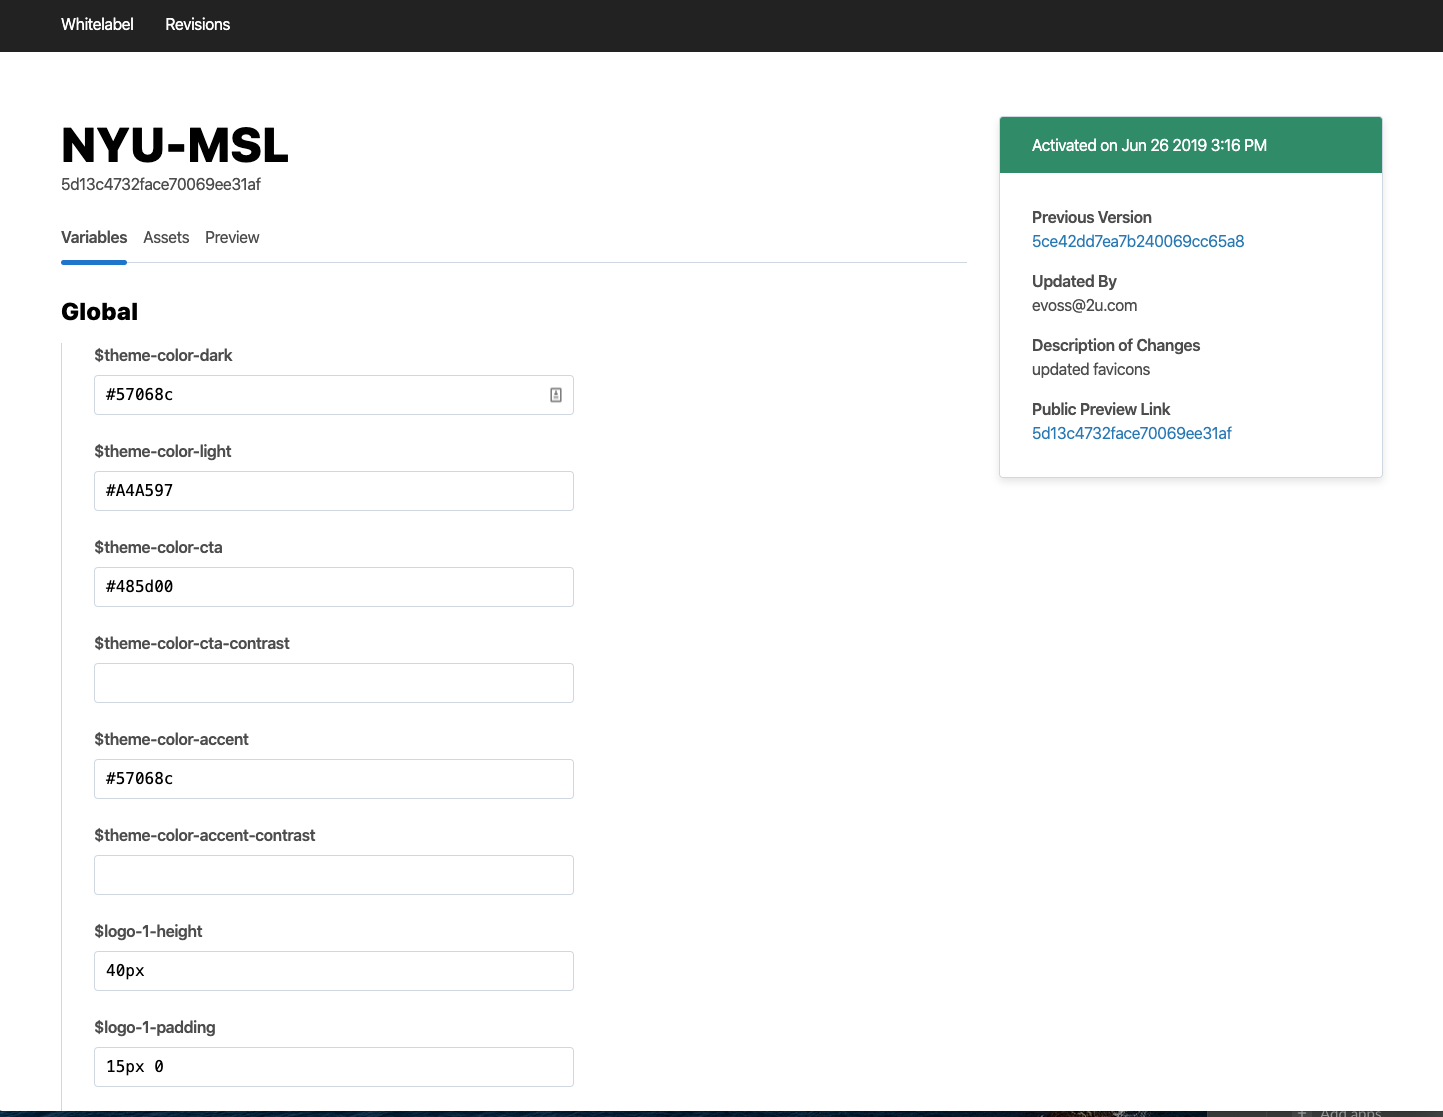 Whitelabel Revisions
NYU-MSL
5d13c4732face70069ee31af
Variables Assets Preview
Global
$theme-color-dark
#57068c
$theme-color-light
#A4A597
$theme-color-cta
#485d00
$theme-color-cta-contrast
$theme-color-accent
#57068c
$theme-color-accent-contrast
$logo-1-height
40px
$logo-1-padding
15px 0
Activated on Jun 26 2019 3:16 PM
Previous Version
5ce42dd7ea7b240069cc65a8
Updated By
evoss@2u.com
Description of Changes
updated favicons
Public Preview Link
5d13c4732face70069ee31af
+ Add apps